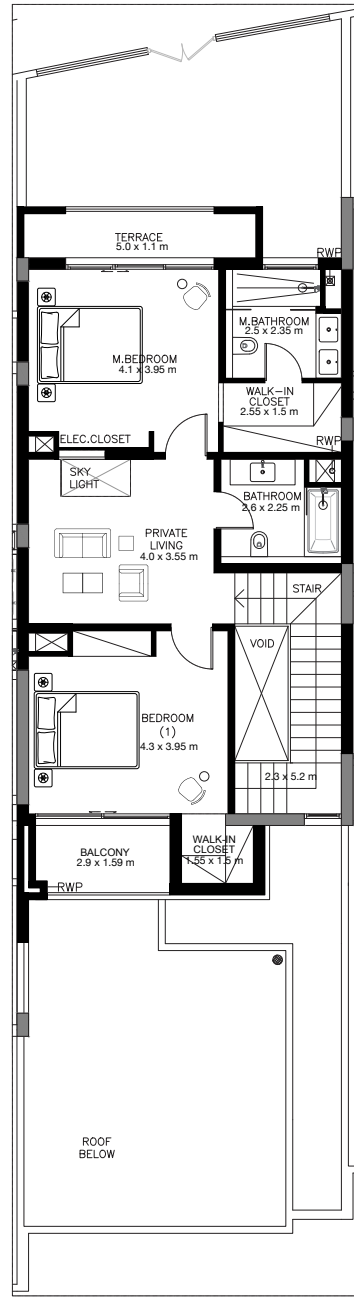 TERRACE
5.0 x 1.1 m
RWP
M.BATHROOM
2.5 x 2.35 m
M.BEDROOM
4.1 x 3.95 m
WALK-IN
CLOSET
2.55 x 1.5 m
ELEC.CLOSET
RWP
SKY
LIGHT
BATHROOM
2.6 x 2.25 m
PRIVATE
LIVING
4.0 x 3.55 m
STAIR
VOID
BEDROOM
(1)
4.3 x 3.95 m
2.3 x 5.2 m
WALK-IN
CLOSET
1.55 x 1.5 m
BALCONY
2.9 x 1.59 m
RWP
ROOF
BELOW